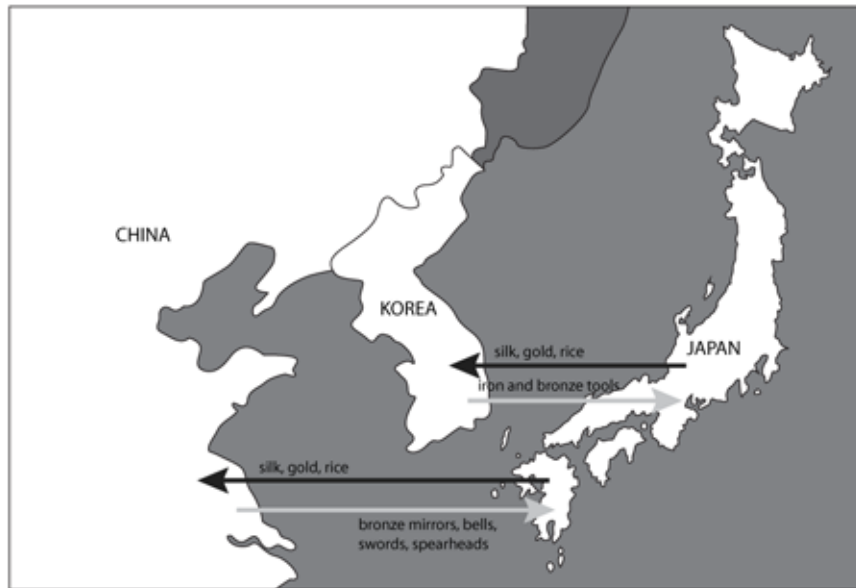 CHINA
KOREA
JAPAN
silk, gold, rice
iron and bronze tools
silk, gold, rice
bronze mirrors, bells,
swords, spearheads